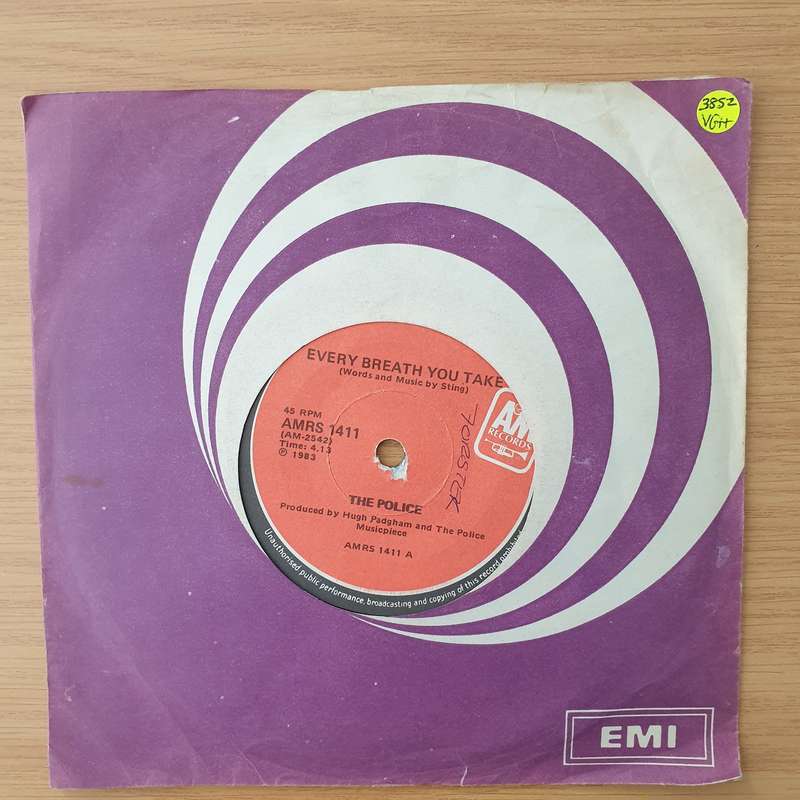 3852
VG++
EVERY BREATH YOU TAKE
(Words and Music by Sting)
45 RPM
AMRS 1411
(AM-2542)
Time: 4.13
℗ 1983
AM
RECORDS
FORSTER
THE POLICE
Produced by Hugh Padgham and The Police
Musicpiece
AMRS 1411 A
Unauthorised public performance, broadcasting and copying of this record prohibited
EMI